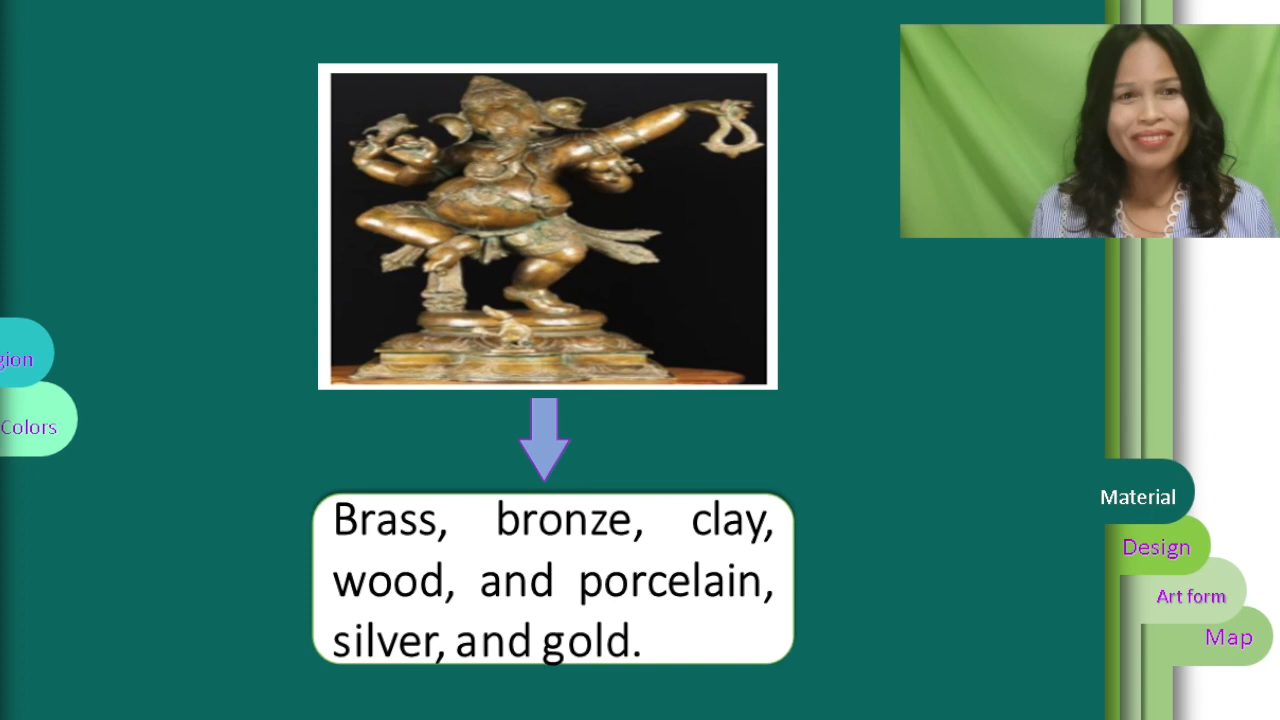 gion
Colors
Brass, bronze, clay,
wood, and porcelain,
silver, and gold.
Material
Design
Art form
Map